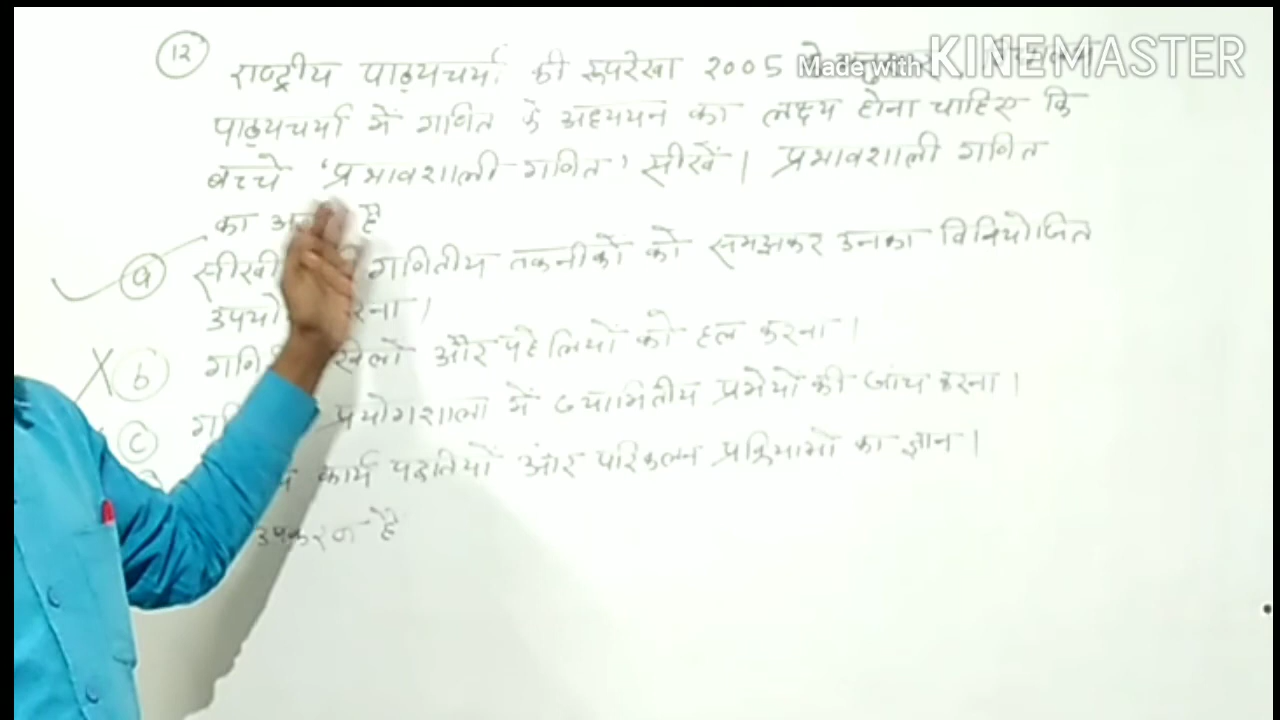 12
राष्ट्रीय पाठ्यचर्या की रूपरेखा 2005 के
Made with KINEMASTER
पाठ्यचर्या में गणित के अध्ययन का लक्ष्य होना चाहिए कि
बच्चे 'प्रभावशाली गणित' सीखें। प्रभावशाली गणित
का है
a गणितीय तकनीकों को समझकर उनका विनियोजित
।
b और पहेलियों को हल करना।
c प्रयोगशाला में ज्यामितीय प्रमेयों की जांच करना।
कार्य पद्धतियों और परिकलन प्रक्रियाओं का ज्ञान।
उपकरण है